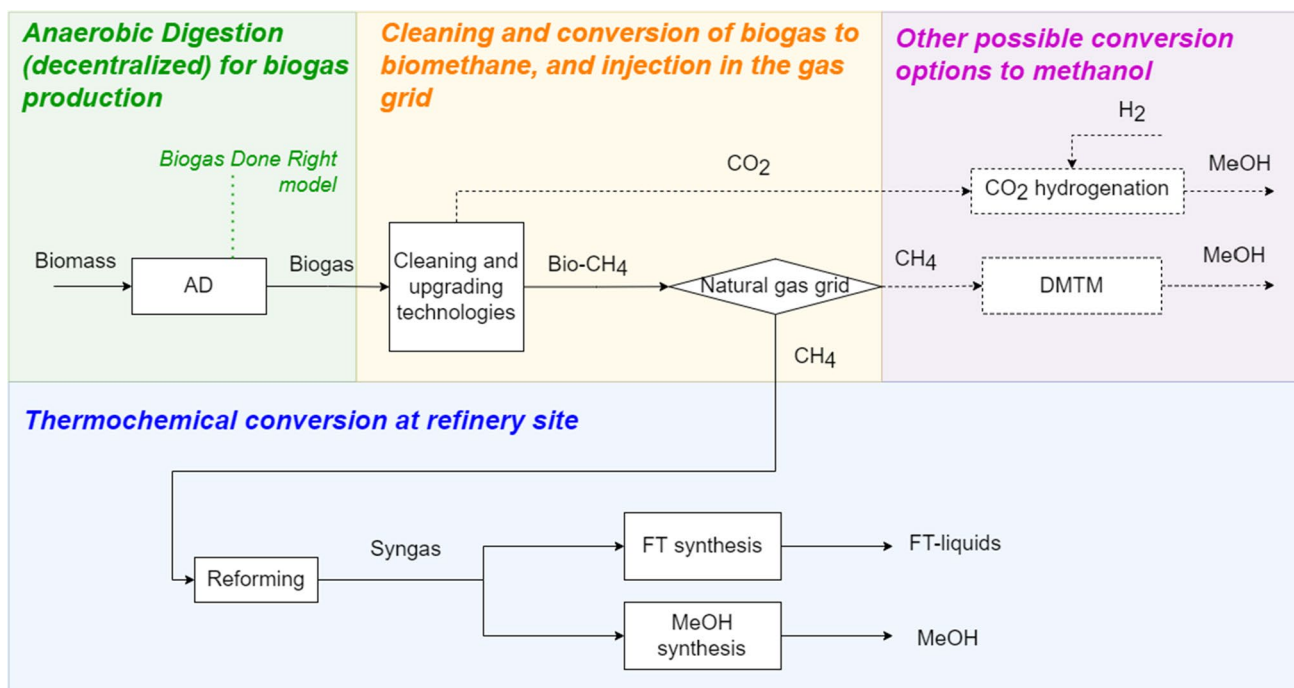 Anaerobic Digestion
(decentralized) for biogas
production
Cleaning and conversion of biogas to
biomethane, and injection in the gas
grid
Other possible conversion
options to methanol
Biogas Done Right
model
H2
CO2
CO2 hydrogenation
MeOH
Biomass
AD
Biogas
Cleaning and
upgrading
technologies
Bio-CH4
Natural gas grid
CH4
DMTM
MeOH
CH4
Thermochemical conversion at refinery site
Reforming
Syngas
FT synthesis
FT-liquids
MeOH
synthesis
MeOH